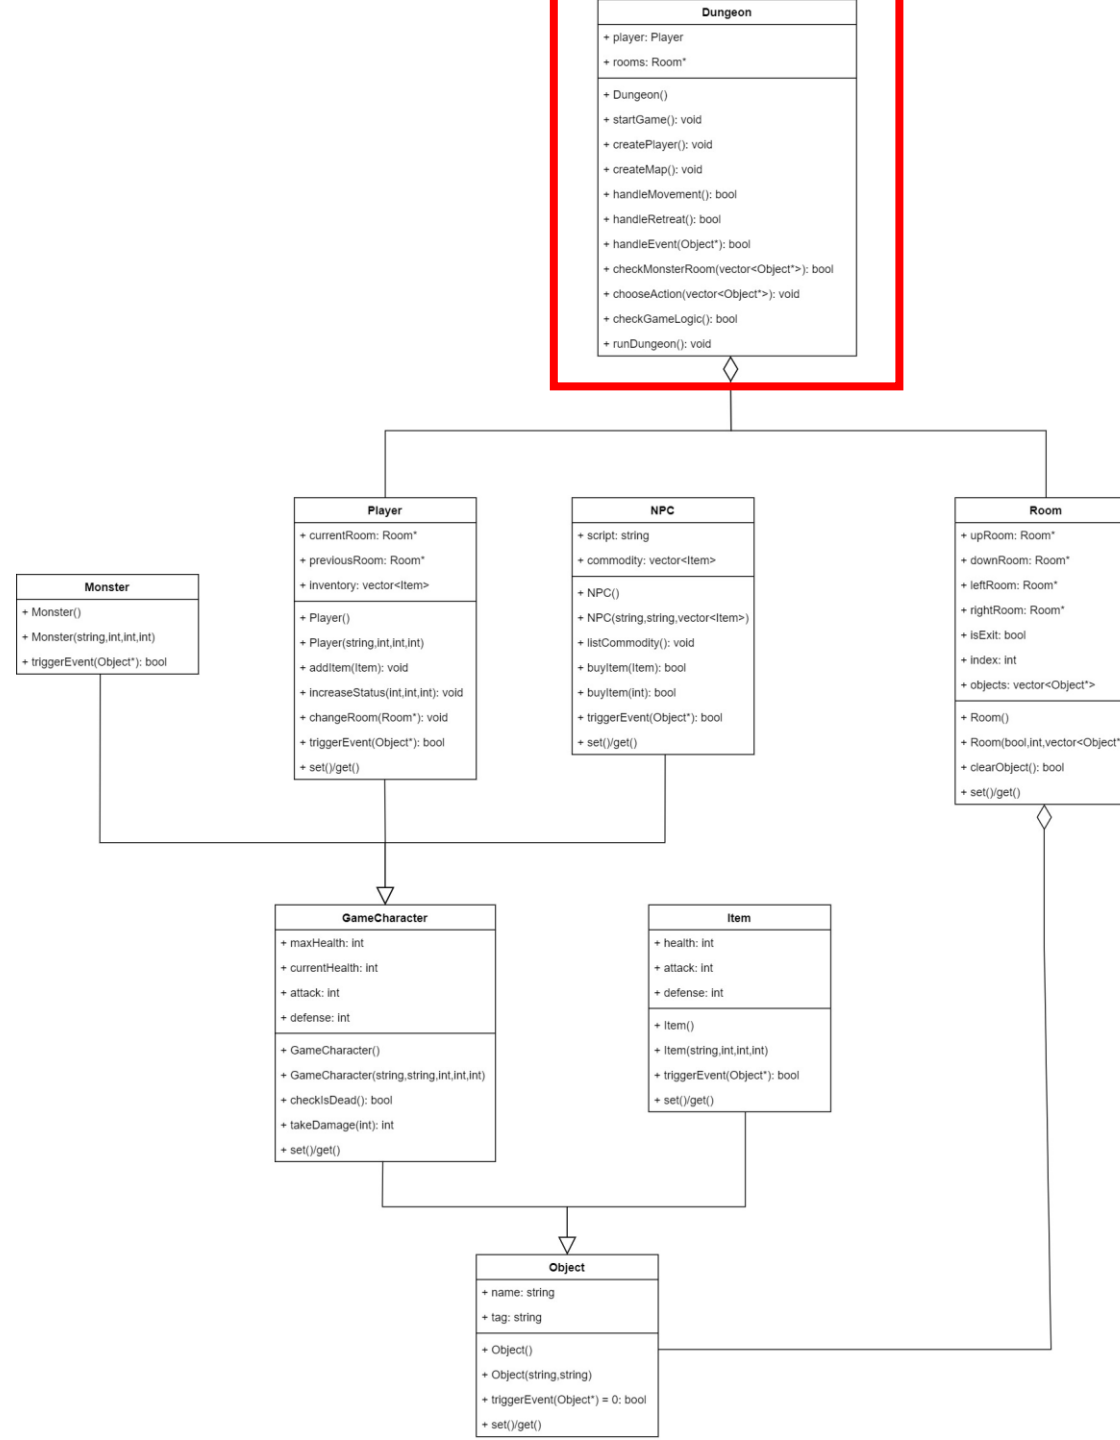 Dungeon
+ player: Player
+ rooms: Room*
+ Dungeon()
+ startGame(): void
+ createPlayer(): void
+ createMap(): void
+ handleMovement(): bool
+ handleRetreat(): bool
+ handleEvent(Object*): bool
+ checkMonsterRoom(vector<Object*>): bool
+ chooseAction(vector<Object*>): void
+ checkGameLogic(): bool
+ runDungeon(): void
Monster
+ Monster()
+ Monster(string,int,int,int)
+ triggerEvent(Object*): bool
Player
+ currentRoom: Room*
+ previousRoom: Room*
+ inventory: vector<Item>
+ Player()
+ Player(string,int,int,int)
+ addItem(Item): void
+ increaseStatus(int,int,int): void
+ changeRoom(Room*): void
+ triggerEvent(Object*): bool
+ set()/get()
NPC
+ script: string
+ commodity: vector<Item>
+ NPC()
+ NPC(string,string,vector<Item>)
+ listCommodity(): void
+ buyItem(Item): bool
+ buyItem(int): bool
+ triggerEvent(Object*): bool
+ set()/get()
Room
+ upRoom: Room*
+ downRoom: Room*
+ leftRoom: Room*
+ rightRoom: Room*
+ isExit: bool
+ index: int
+ objects: vector<Object*>
+ Room()
+ Room(bool,int,vector<Object*
+ clearObject(): bool
+ set()/get()
GameCharacter
+ maxHealth: int
+ currentHealth: int
+ attack: int
+ defense: int
+ GameCharacter()
+ GameCharacter(string,string,int,int,int)
+ checkIsDead(): bool
+ takeDamage(int): int
+ set()/get()
Item
+ health: int
+ attack: int
+ defense: int
+ Item()
+ Item(string,int,int,int)
+ triggerEvent(Object*): bool
+ set()/get()
Object
+ name: string
+ tag: string
+ Object()
+ Object(string,string)
+ triggerEvent(Object*) = 0: bool
+ set()/get()